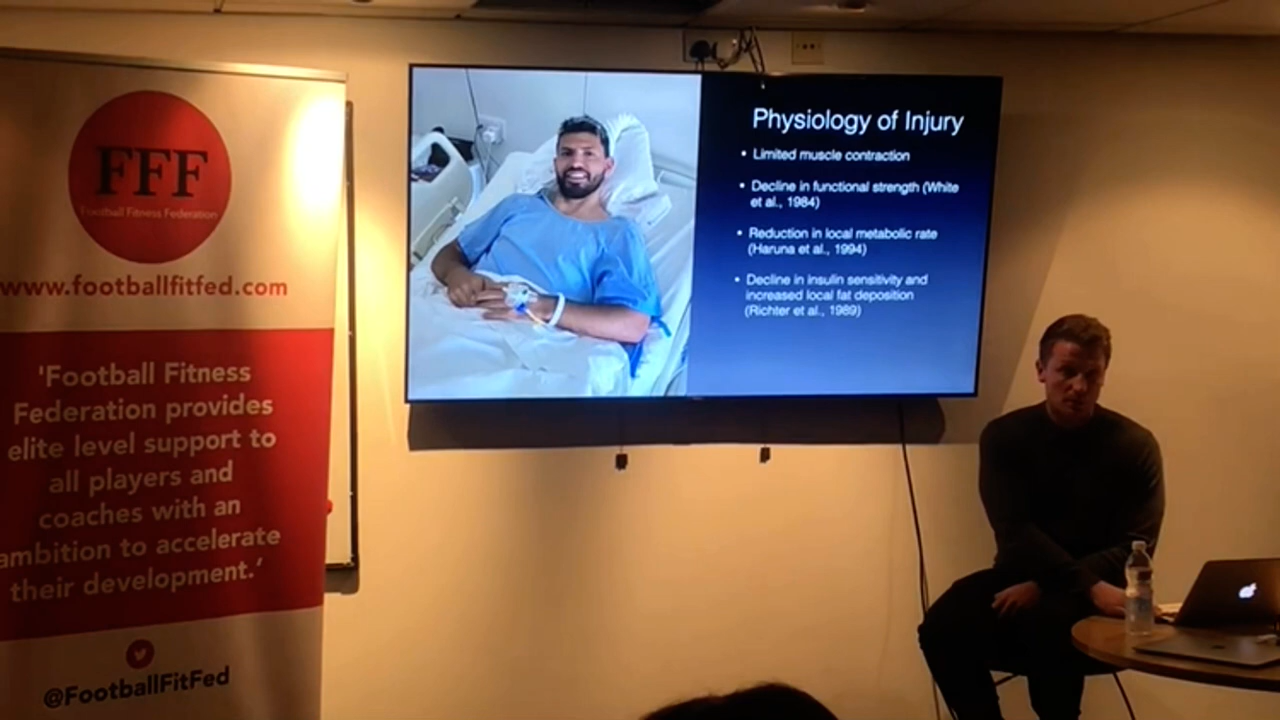 FFF
Football Fitness Federation
www.footballfitfed.com
'Football Fitness
Federation provides
elite level support to
all players and
coaches with an
ambition to accelerate
their development.'
@FootballFitFed
Physiology of Injury
• Limited muscle contraction
• Decline in functional strength (White
et al., 1984)
• Reduction in local metabolic rate
(Haruna et al., 1994)
• Decline in insulin sensitivity and
increased local fat deposition
(Richter et al., 1989)